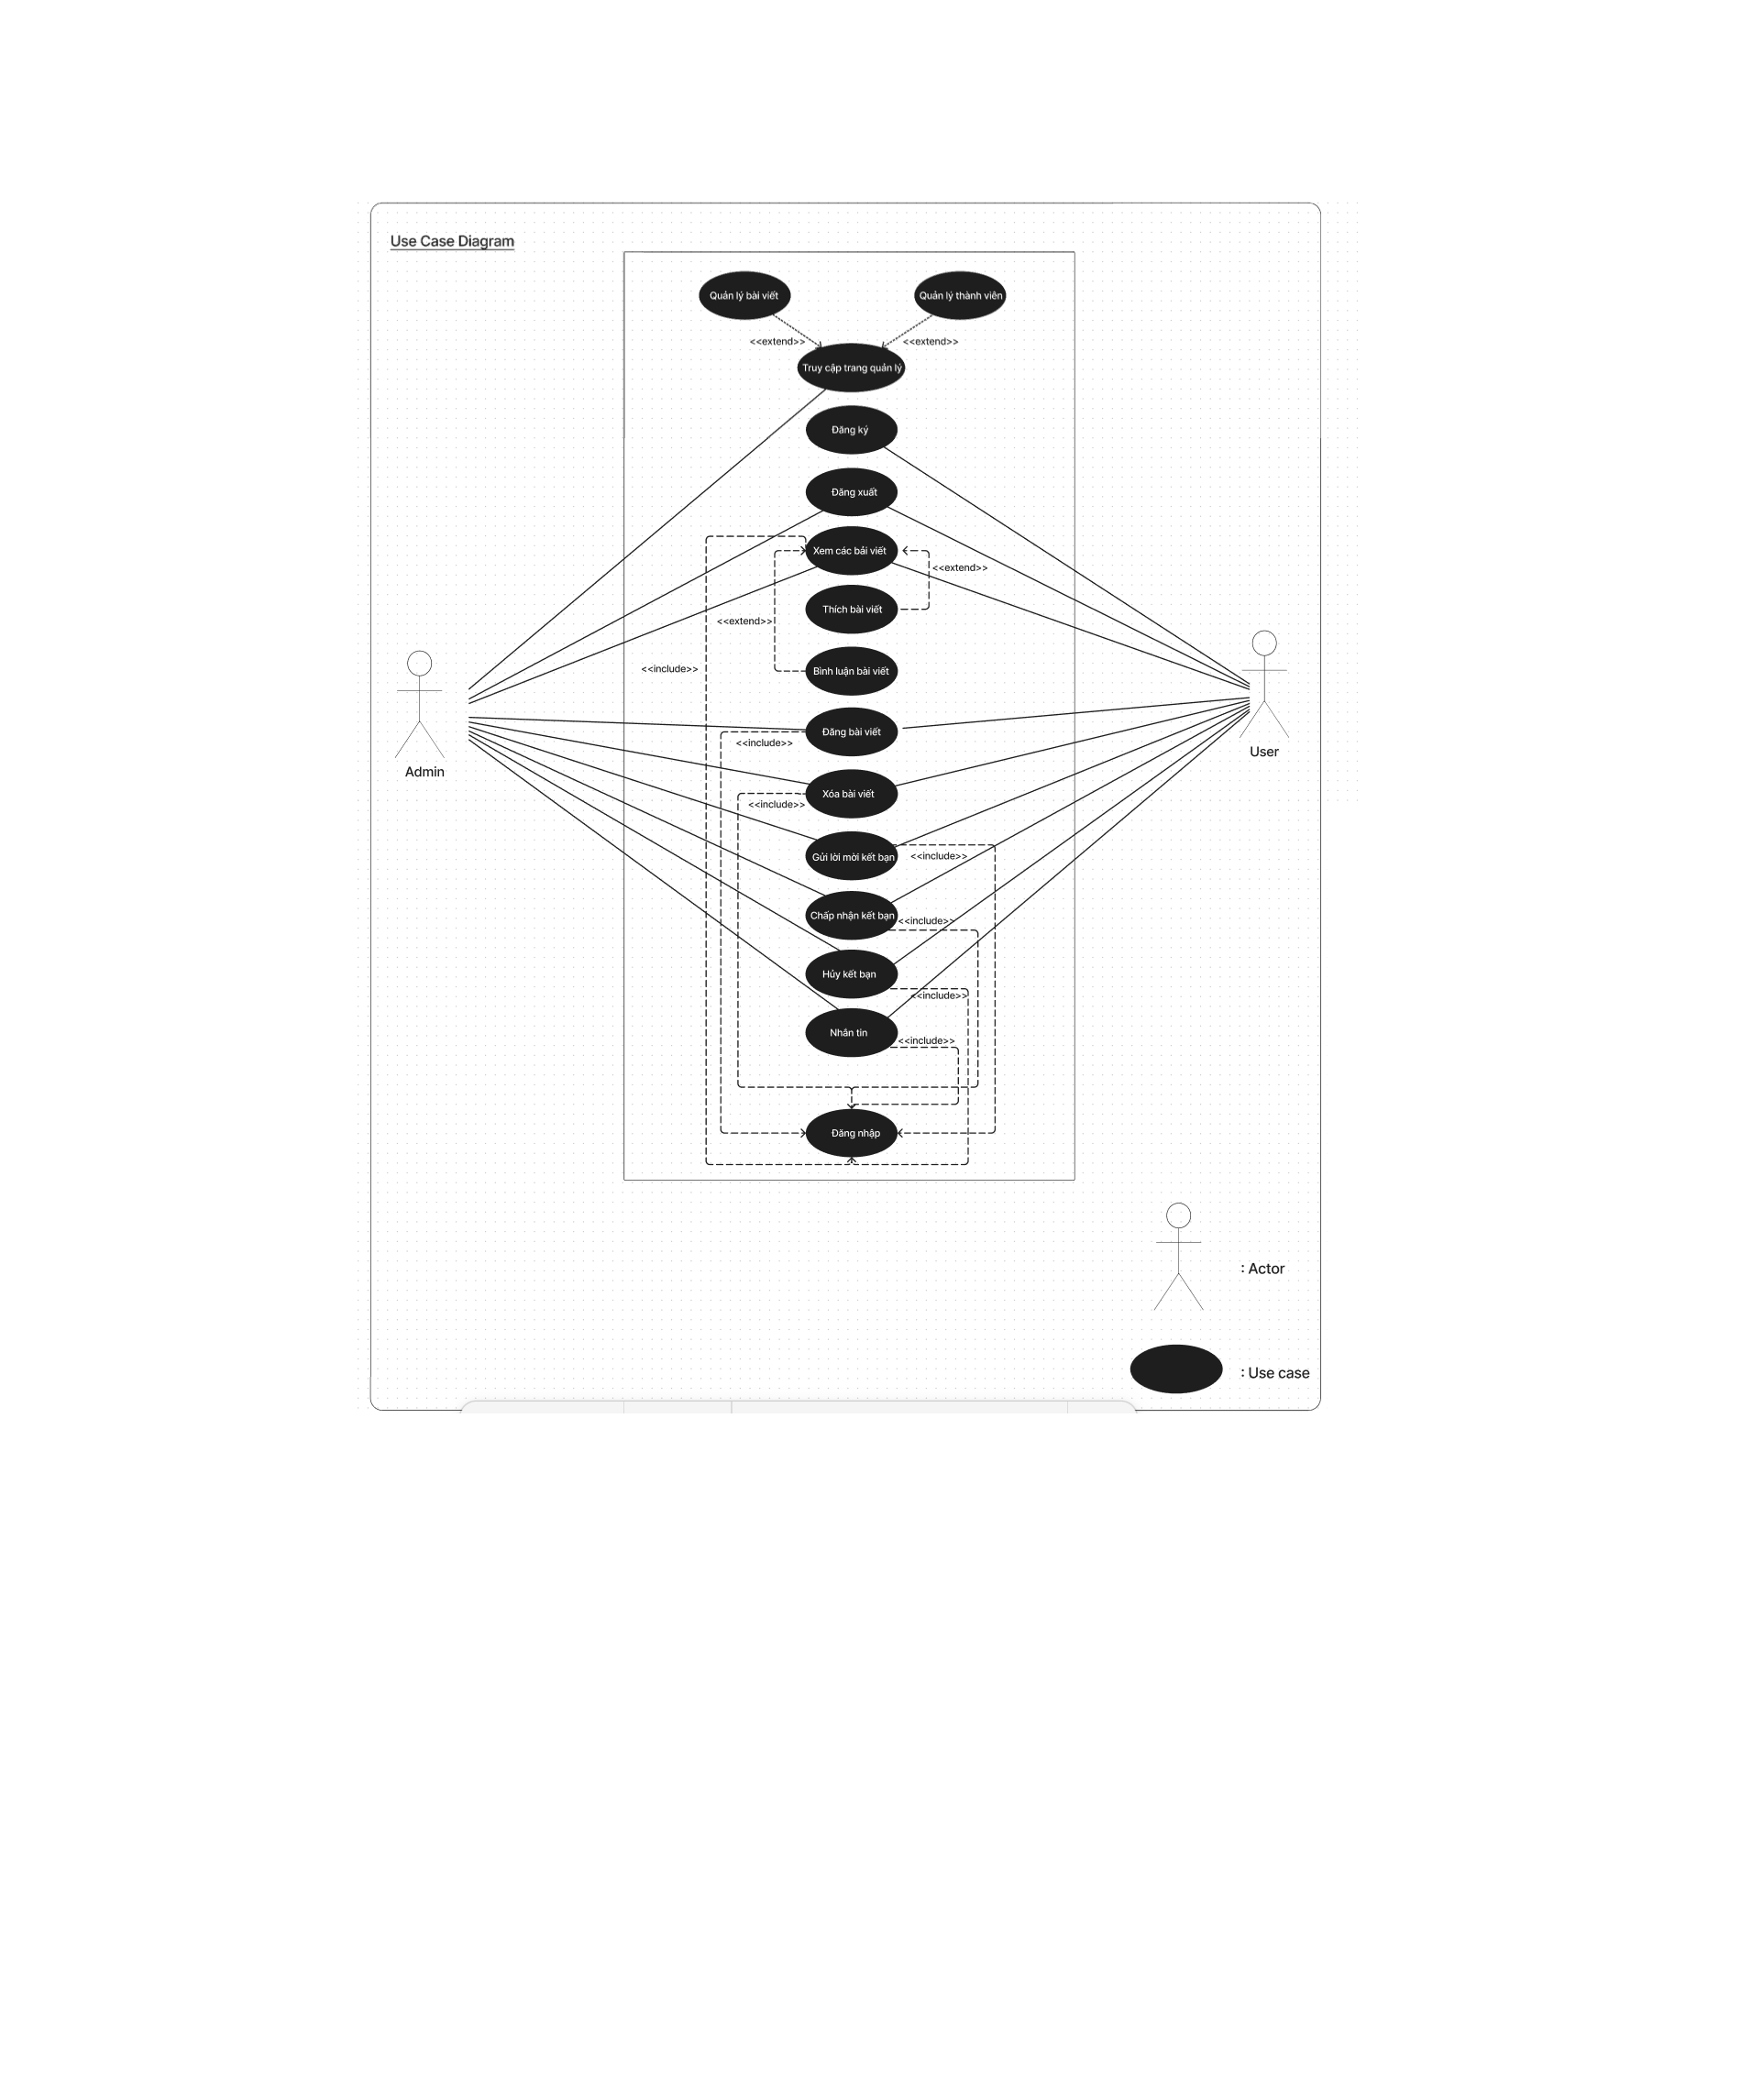 Use Case Diagram
Quản lý bài viết
Quản lý thành viên
<<extend>>
<<extend>>
Truy cập trang quản lý
Đăng ký
Đăng xuất
Xem các bài viết
<<extend>>
Thích bài viết
<<extend>>
<<include>>
Bình luận bài viết
Đăng bài viết
<<include>>
User
Admin
Xóa bài viết
<<include>>
Gửi lời mời kết bạn
<<include>>
Chấp nhận kết bạn
<<include>>
Hủy kết bạn
<<include>>
Nhắn tin
<<include>>
Đăng nhập
: Actor
: Use case